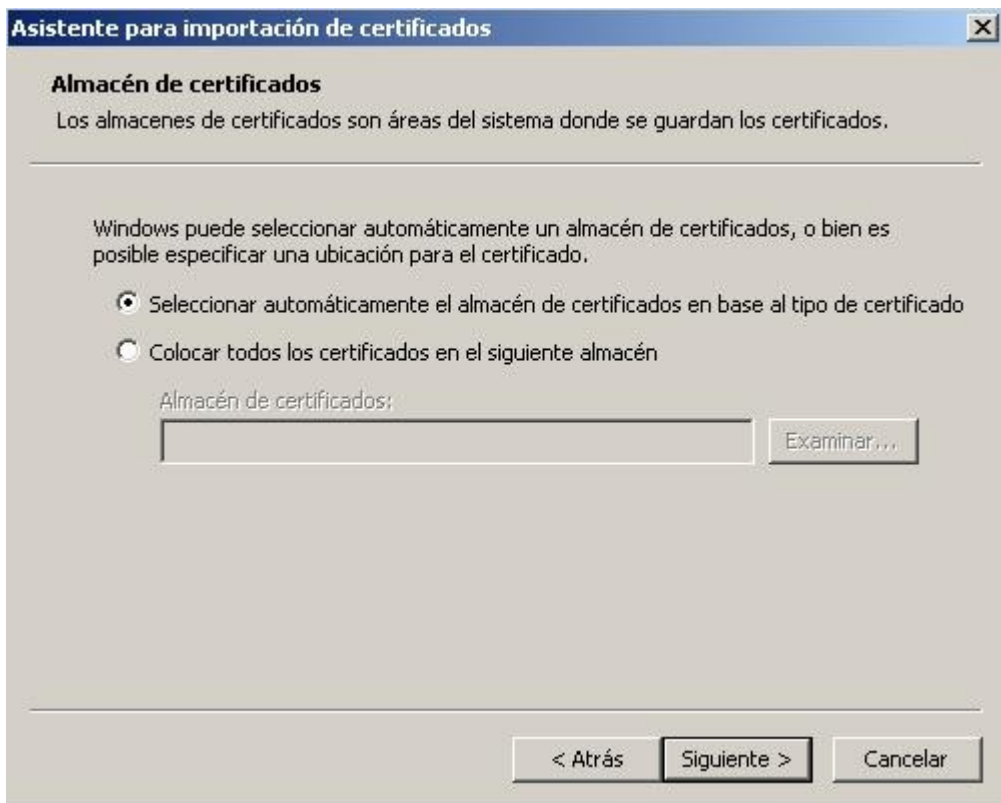 Asistente para importación de certificados
Almacén de certificados
Los almacenes de certificados son áreas del sistema donde se guardan los certificados.
Windows puede seleccionar automáticamente un almacén de certificados, o bien es
posible especificar una ubicación para el certificado.
Seleccionar automáticamente el almacén de certificados en base al tipo de certificado
Colocar todos los certificados en el siguiente almacén
Almacén de certificados:
Examinar...
< Atrás
Siguiente >
Cancelar